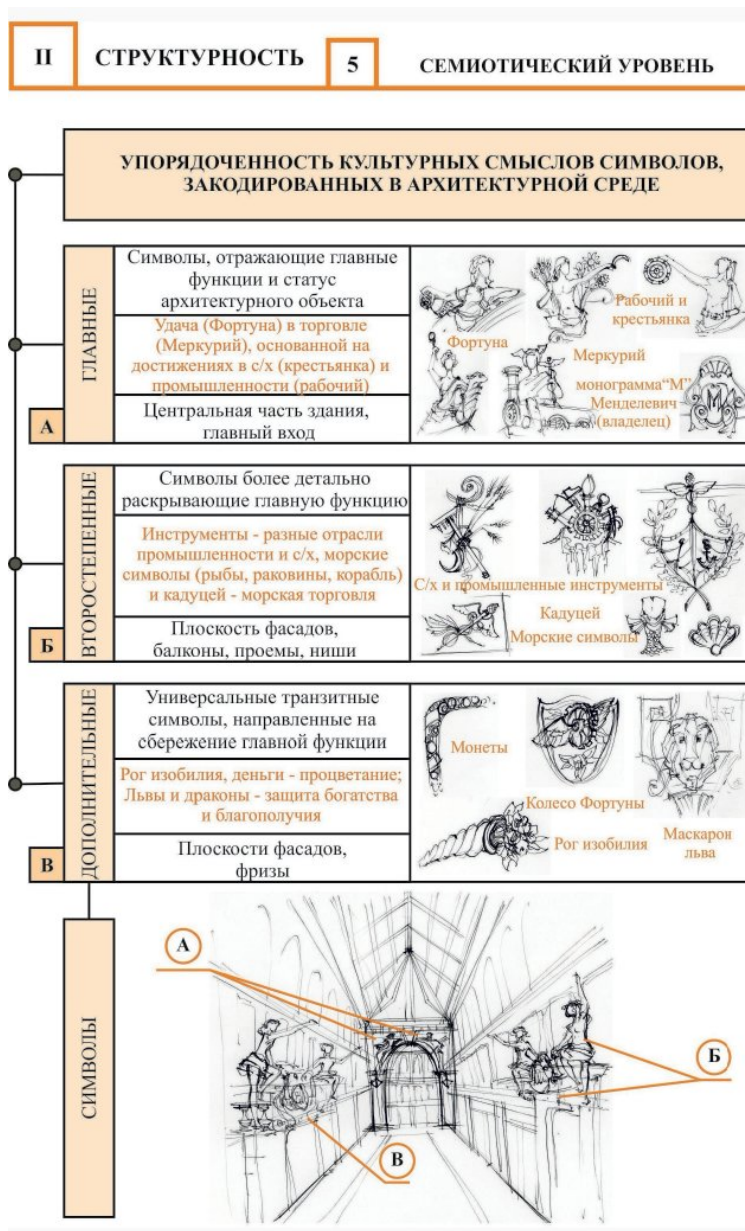 II
СТРУКТУРНОСТЬ
5
СЕМИОТИЧЕСКИЙ УРОВЕНЬ
УПОРЯДОЧЕННОСТЬ КУЛЬТУРНЫХ СМЫСЛОВ СИМВОЛОВ,
ЗАКОДИРОВАННЫХ В АРХИТЕКТУРНОЙ СРЕДЕ
А
ГЛАВНЫЕ
Символы, отражающие главные
функции и статус
архитектурного объекта
Удача (Фортуна) в торговле
(Меркурий), основанной на
достижениях в с/х (крестьянка) и
промышленности (рабочий)
Центральная часть здания,
главный вход
Фортуна
Рабочий и
крестьянка
Меркурий
монограмма“М”
Менделевич
(владелец)
М
Б
ВТОРОСТЕПЕННЫЕ
Символы более детально
раскрывающие главную функцию
Инструменты - разные отрасли
промышленности и с/х, морские
символы (рыбы, раковины, корабль)
и кадуцей - морская торговля
Плоскость фасадов,
балконы, проемы, ниши
С/х и промышленные инструменты
Кадуцей
Морские символы
В
ДОПОЛНИТЕЛЬНЫЕ
Универсальные транзитные
символы, направленные на
сбережение главной функции
Рог изобилия, деньги - процветание;
Львы и драконы - защита богатства
и благополучия
Плоскости фасадов,
фризы
Монеты
Колесо Фортуны
Рог изобилия
Маскарон
льва
СИМВОЛЫ
А
Б
В